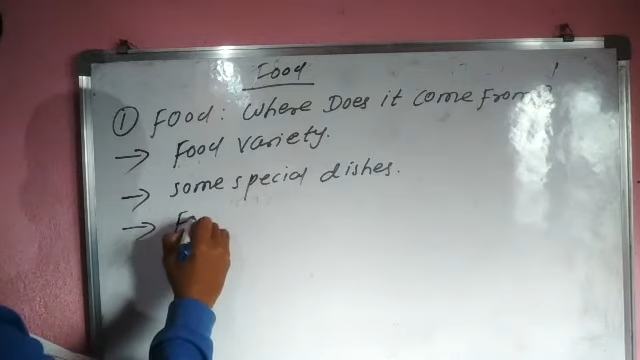 Food
① Food: Where Does it come From?
→ Food variety.
→ some special dishes.
→ F